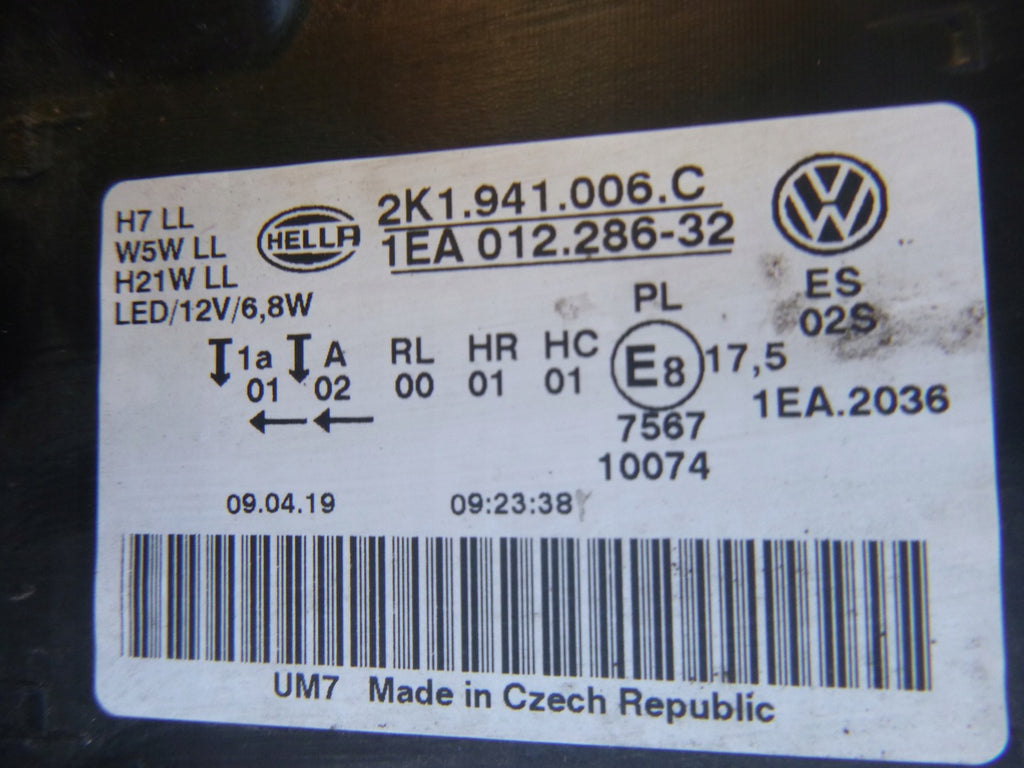 H7 LL
W5W LL
H21W LL
LED/12V/6,8W
HELLA
2K1.941.006.C
1EA 012.286-32
VW
ES
02S
PL
1a A RL HR HC E8 17,5
01 02 00 01 01
1EA.2036
7567
10074
09.04.19 09:23:38
UM7 Made in Czech Republic